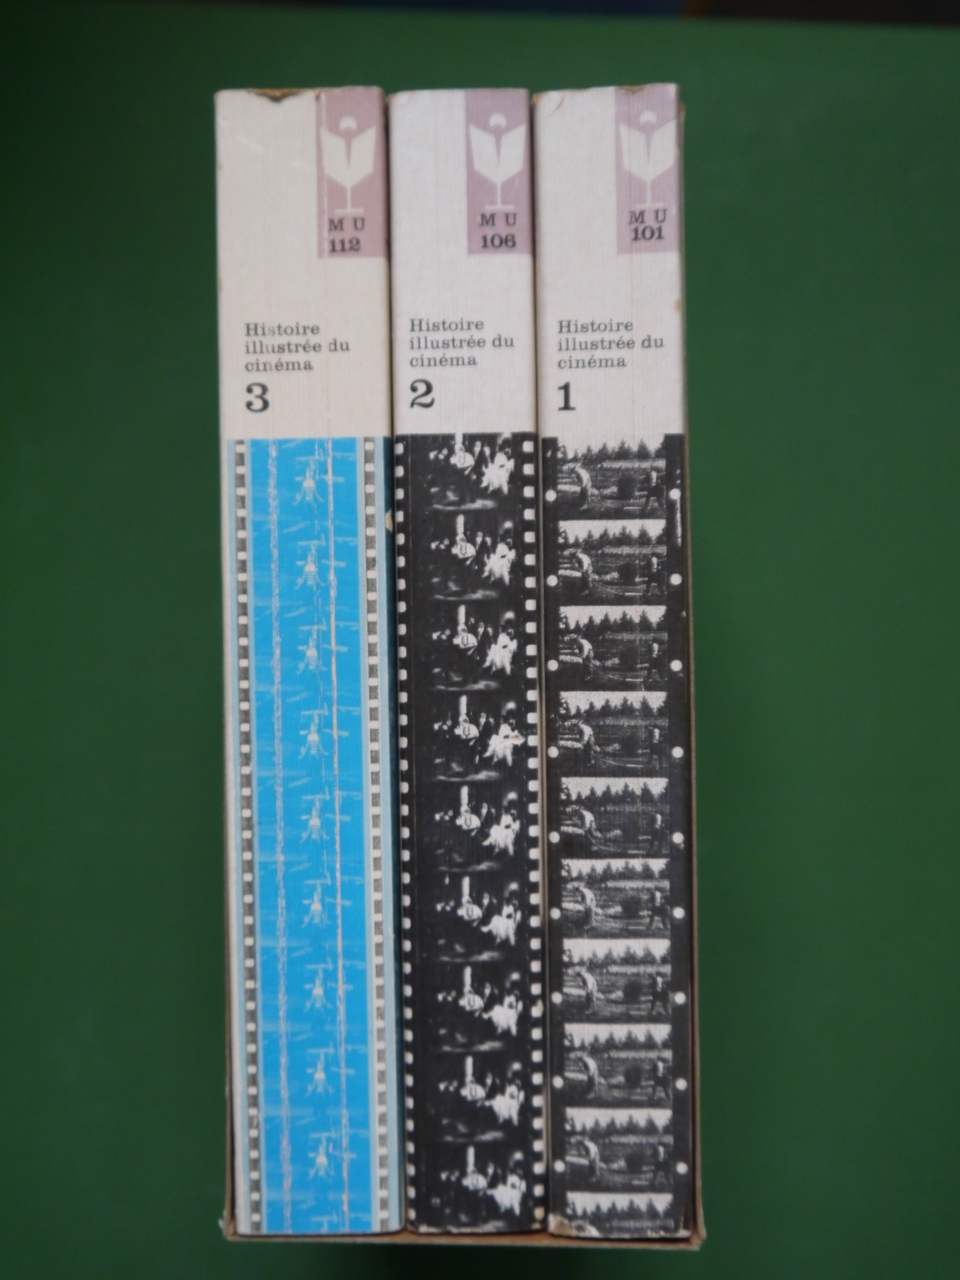 M U
112
Histoire
illustrée du
cinéma
3
M U
106
Histoire
illustrée du
cinéma
2
M U
101
Histoire
illustrée du
cinéma
1